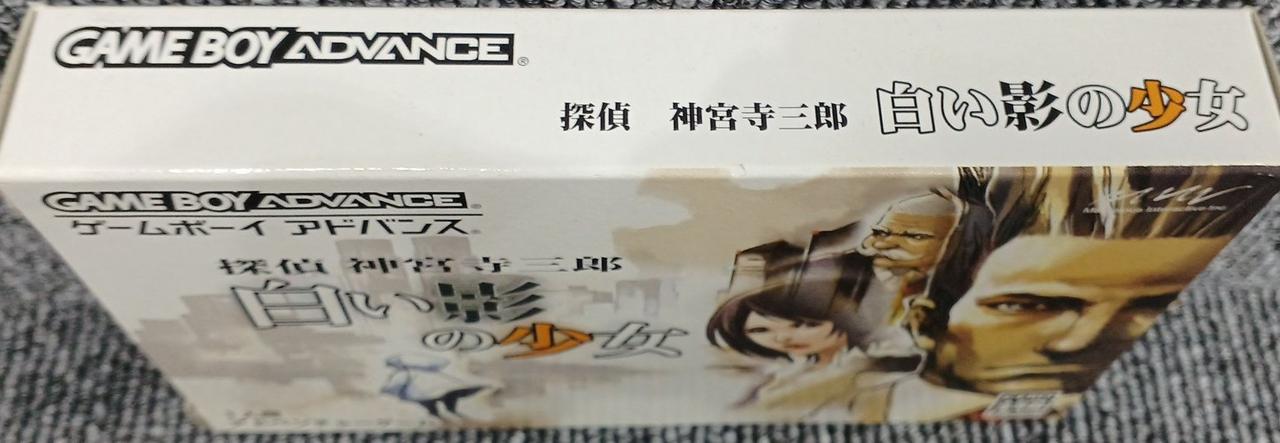 GAME BOY ADVANCE®
探偵 神宮寺三郎 白い影の少女
GAME BOY ADVANCE
ゲームボーイ アドバンス
探偵 神宮寺三郎
白い影
の少女